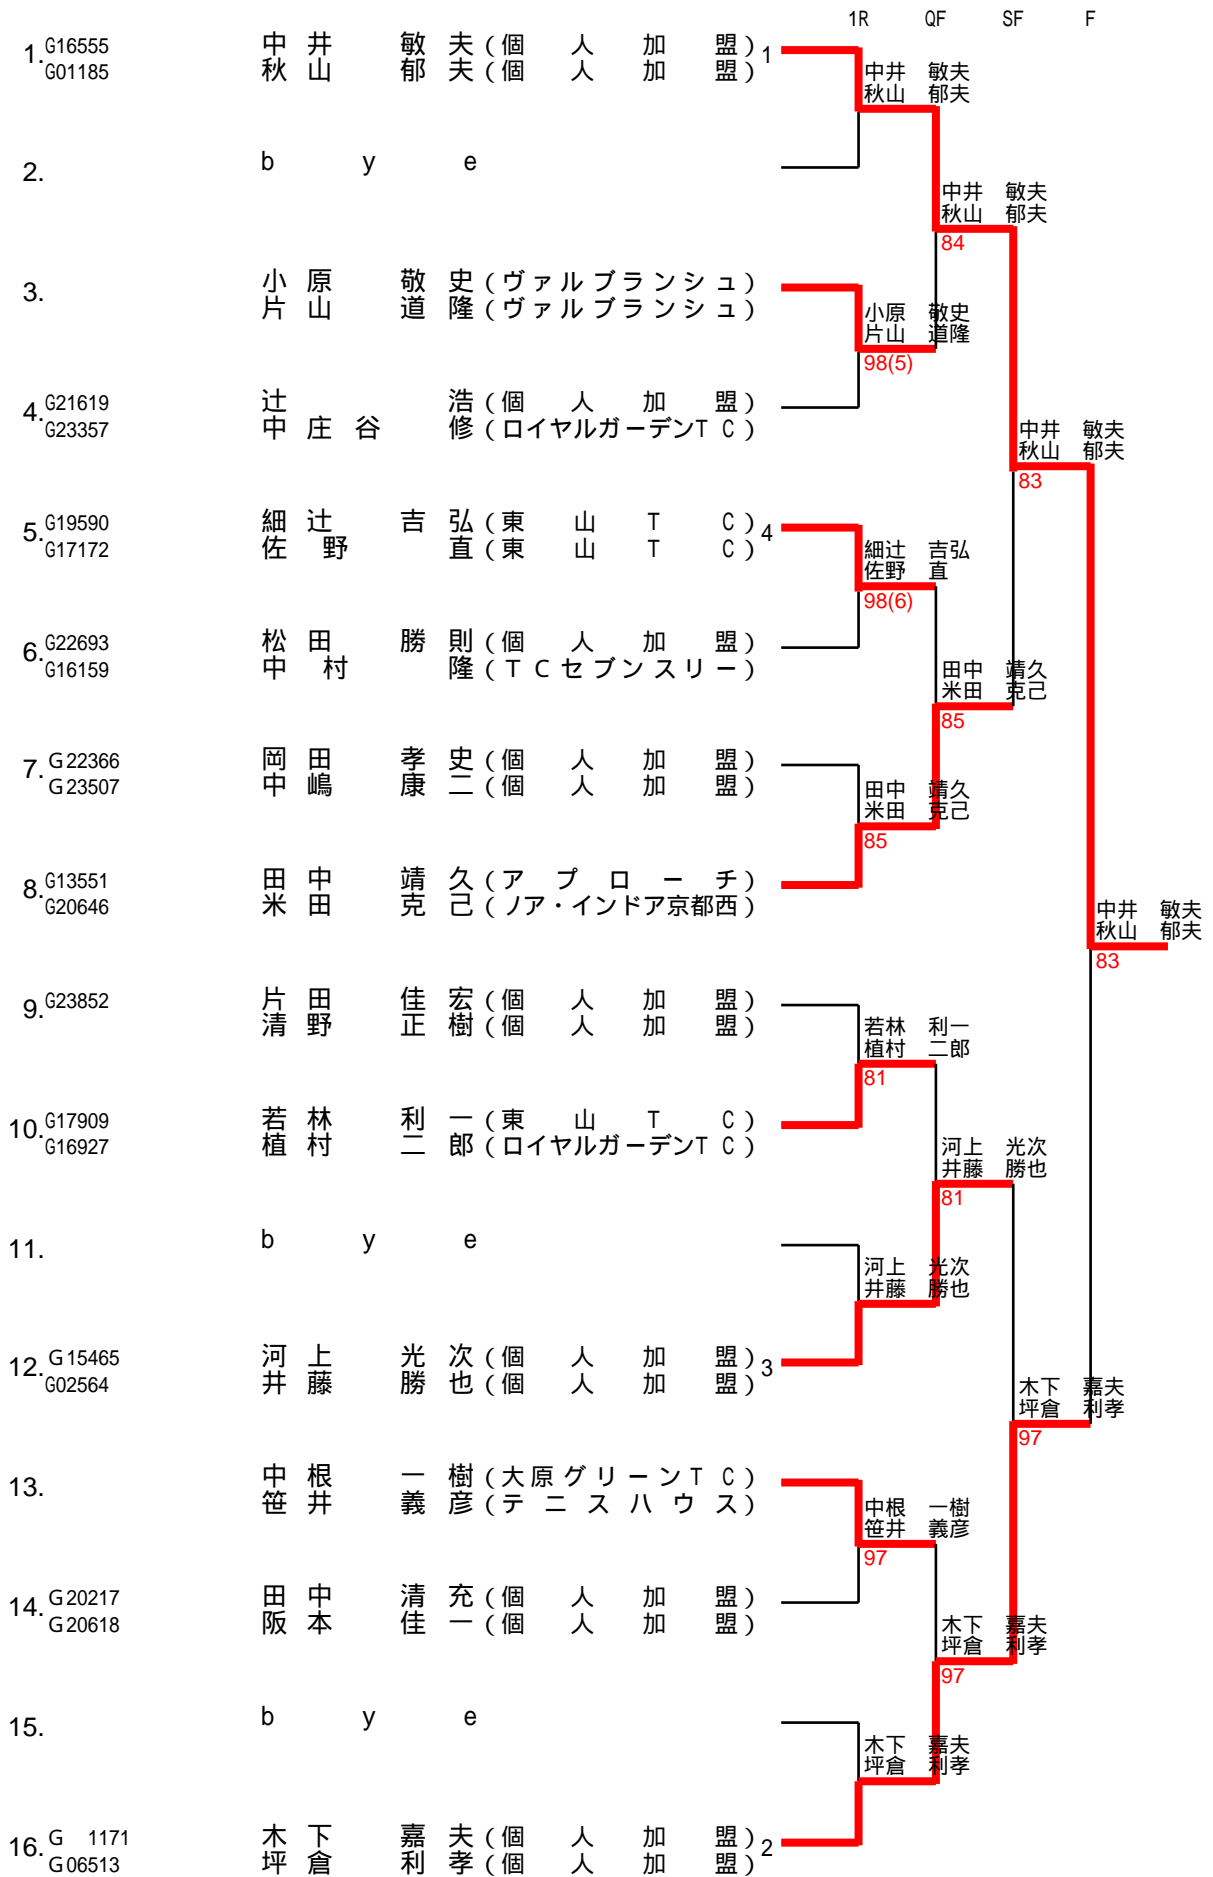 1R QF SF F
1. G16555 中井 敏夫(個人加盟) 1
G01185 秋山 郁夫(個人加盟)
中井 敏夫
秋山 郁夫
2. bye
中井 敏夫
秋山 郁夫
84
3. 小原 敬史(ヴァルブランシュ)
片山 道隆(ヴァルブランシュ)
小原 敬史
片山 道隆
98(5)
4. G21619 辻 浩(個人加盟)
G23357 中庄谷 修(ロイヤルガーデンTC)
中井 敏夫
秋山 郁夫
83
5. G19590 細辻 吉弘(東山TC) 4
G17172 佐野 直(東山TC)
細辻 吉弘
佐野 直
98(6)
6. G22693 松田 勝則(個人加盟)
G16159 中村 隆(TCセブンスリー)
田中 靖久
米田 克己
85
7. G22366 岡田 孝史(個人加盟)
G23507 中嶋 康二(個人加盟)
田中 靖久
米田 克己
85
8. G13551 田中 靖久(アプローチ)
G20646 米田 克己(ノア・インドア京都西)
中井 敏夫
秋山 郁夫
83
9. G23852 片田 佳宏(個人加盟)
清野 正樹(個人加盟)
若林 利一
植村 二郎
81
10. G17909 若林 利一(東山TC)
G16927 植村 二郎(ロイヤルガーデンTC)
河上 光次
井藤 勝也
81
11. bye
河上 光次
井藤 勝也
12. G15465 河上 光次(個人加盟) 3
G02564 井藤 勝也(個人加盟)
木下 嘉夫
坪倉 利孝
97
13. 中根 一樹(大原グリーンTC)
笹井 義彦(テニスハウス)
中根 一樹
笹井 義彦
97
14. G20217 田中 清充(個人加盟)
G20618 阪本 佳一(個人加盟)
木下 嘉夫
坪倉 利孝
97
15. bye
木下 嘉夫
坪倉 利孝
16. G 1171 木下 嘉夫(個人加盟) 2
G06513 坪倉 利孝(個人加盟)